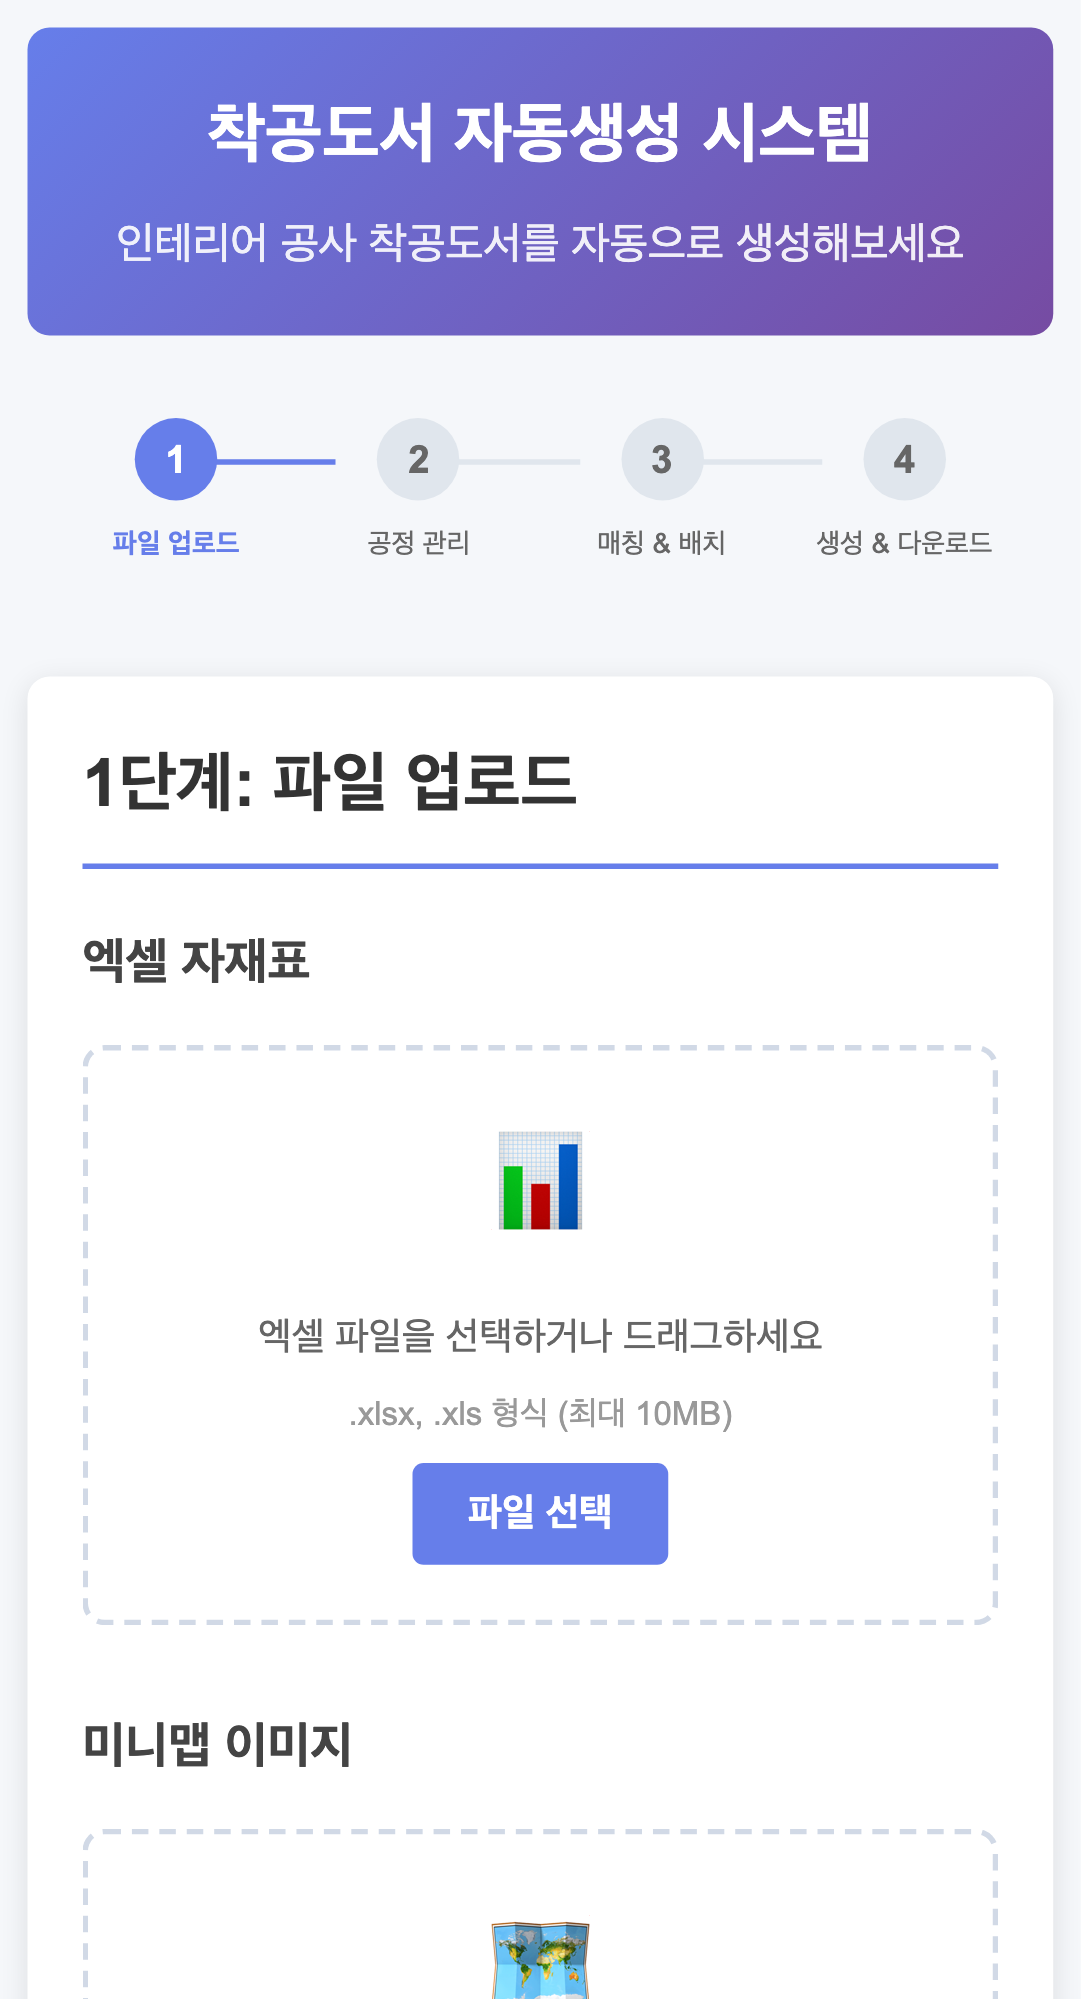 착공도서 자동생성 시스템
인테리어 공사 착공도서를 자동으로 생성해보세요
1
2
3
4
파일 업로드
공정 관리
매칭 & 배치
생성 & 다운로드
1단계: 파일 업로드
엑셀 자재표
엑셀 파일을 선택하거나 드래그하세요
.xlsx, .xls 형식 (최대 10MB)
파일 선택
미니맵 이미지